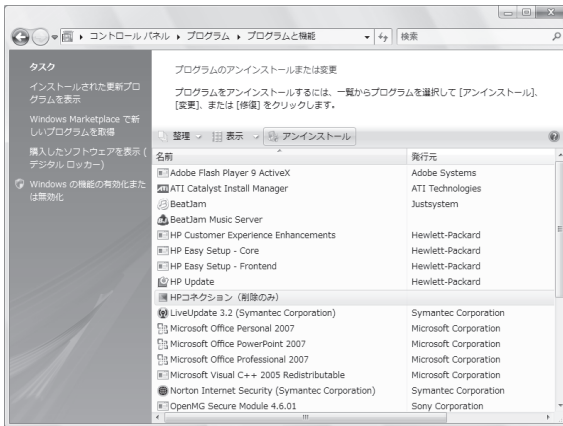 コントロール パネル ▸ プログラム ▸ プログラムと機能
検索
タスク
インストールされた更新プロ
グラムを表示
Windows Marketplace で新
しいプログラムを取得
購入したソフトウェアを表示 (
デジタル ロッカー)
Windows の機能の有効化また
は無効化
プログラムのアンインストールまたは変更
プログラムをアンインストールするには、一覧からプログラムを選択して [アンインストール]、
[変更]、または [修復] をクリックします。
整理 表示 アンインストール
名前 発行元
Adobe Flash Player 9 ActiveX Adobe Systems
ATI Catalyst Install Manager ATI Technologies
BeatJam Justsystem
BeatJam Music Server
HP Customer Experience Enhancements Hewlett-Packard
HP Easy Setup - Core Hewlett-Packard
HP Easy Setup - Frontend Hewlett-Packard
HP Update Hewlett-Packard
HPコネクション（削除のみ）
LiveUpdate 3.2 (Symantec Corporation) Symantec Corporation
Microsoft Office Personal 2007 Microsoft Corporation
Microsoft Office PowerPoint 2007 Microsoft Corporation
Microsoft Office Professional 2007 Microsoft Corporation
Microsoft Visual C++ 2005 Redistributable Microsoft Corporation
Norton Internet Security (Symantec Corporation) Symantec Corporation
OpenMG Secure Module 4.6.01 Sony Corporation